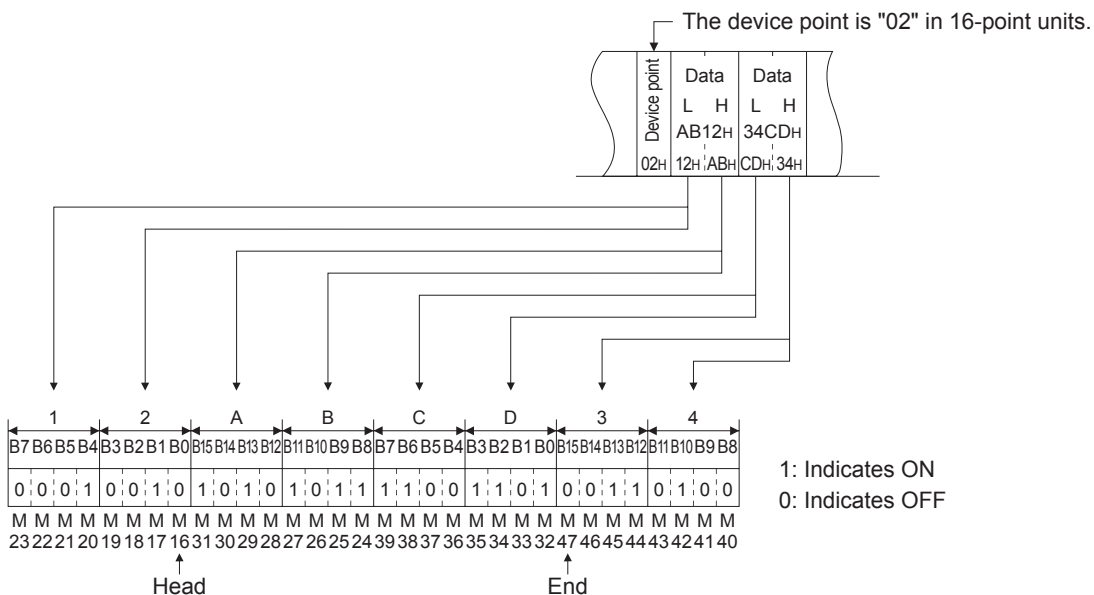 The device point is "02" in 16-point units.
Device point
Data Data
L H L H
AB12H 34CDH
02H 12H ABH CDH 34H
1 2 A B C D 3 4
B7 B6 B5 B4 B3 B2 B1 B0 B15 B14 B13 B12 B11 B10 B9 B8 B7 B6 B5 B4 B3 B2 B1 B0 B15 B14 B13 B12 B11 B10 B9 B8
0 0 0 1 0 0 1 0 1 0 1 0 1 0 1 1 1 1 0 0 1 1 0 1 0 0 1 1 0 1 0 0
M M M M M M M M M M M M M M M M M M M M M M M M M M M M M M M M
23 22 21 20 19 18 17 16 31 30 29 28 27 26 25 24 39 38 37 36 35 34 33 32 47 46 45 44 43 42 41 40
Head End
1: Indicates ON
0: Indicates OFF